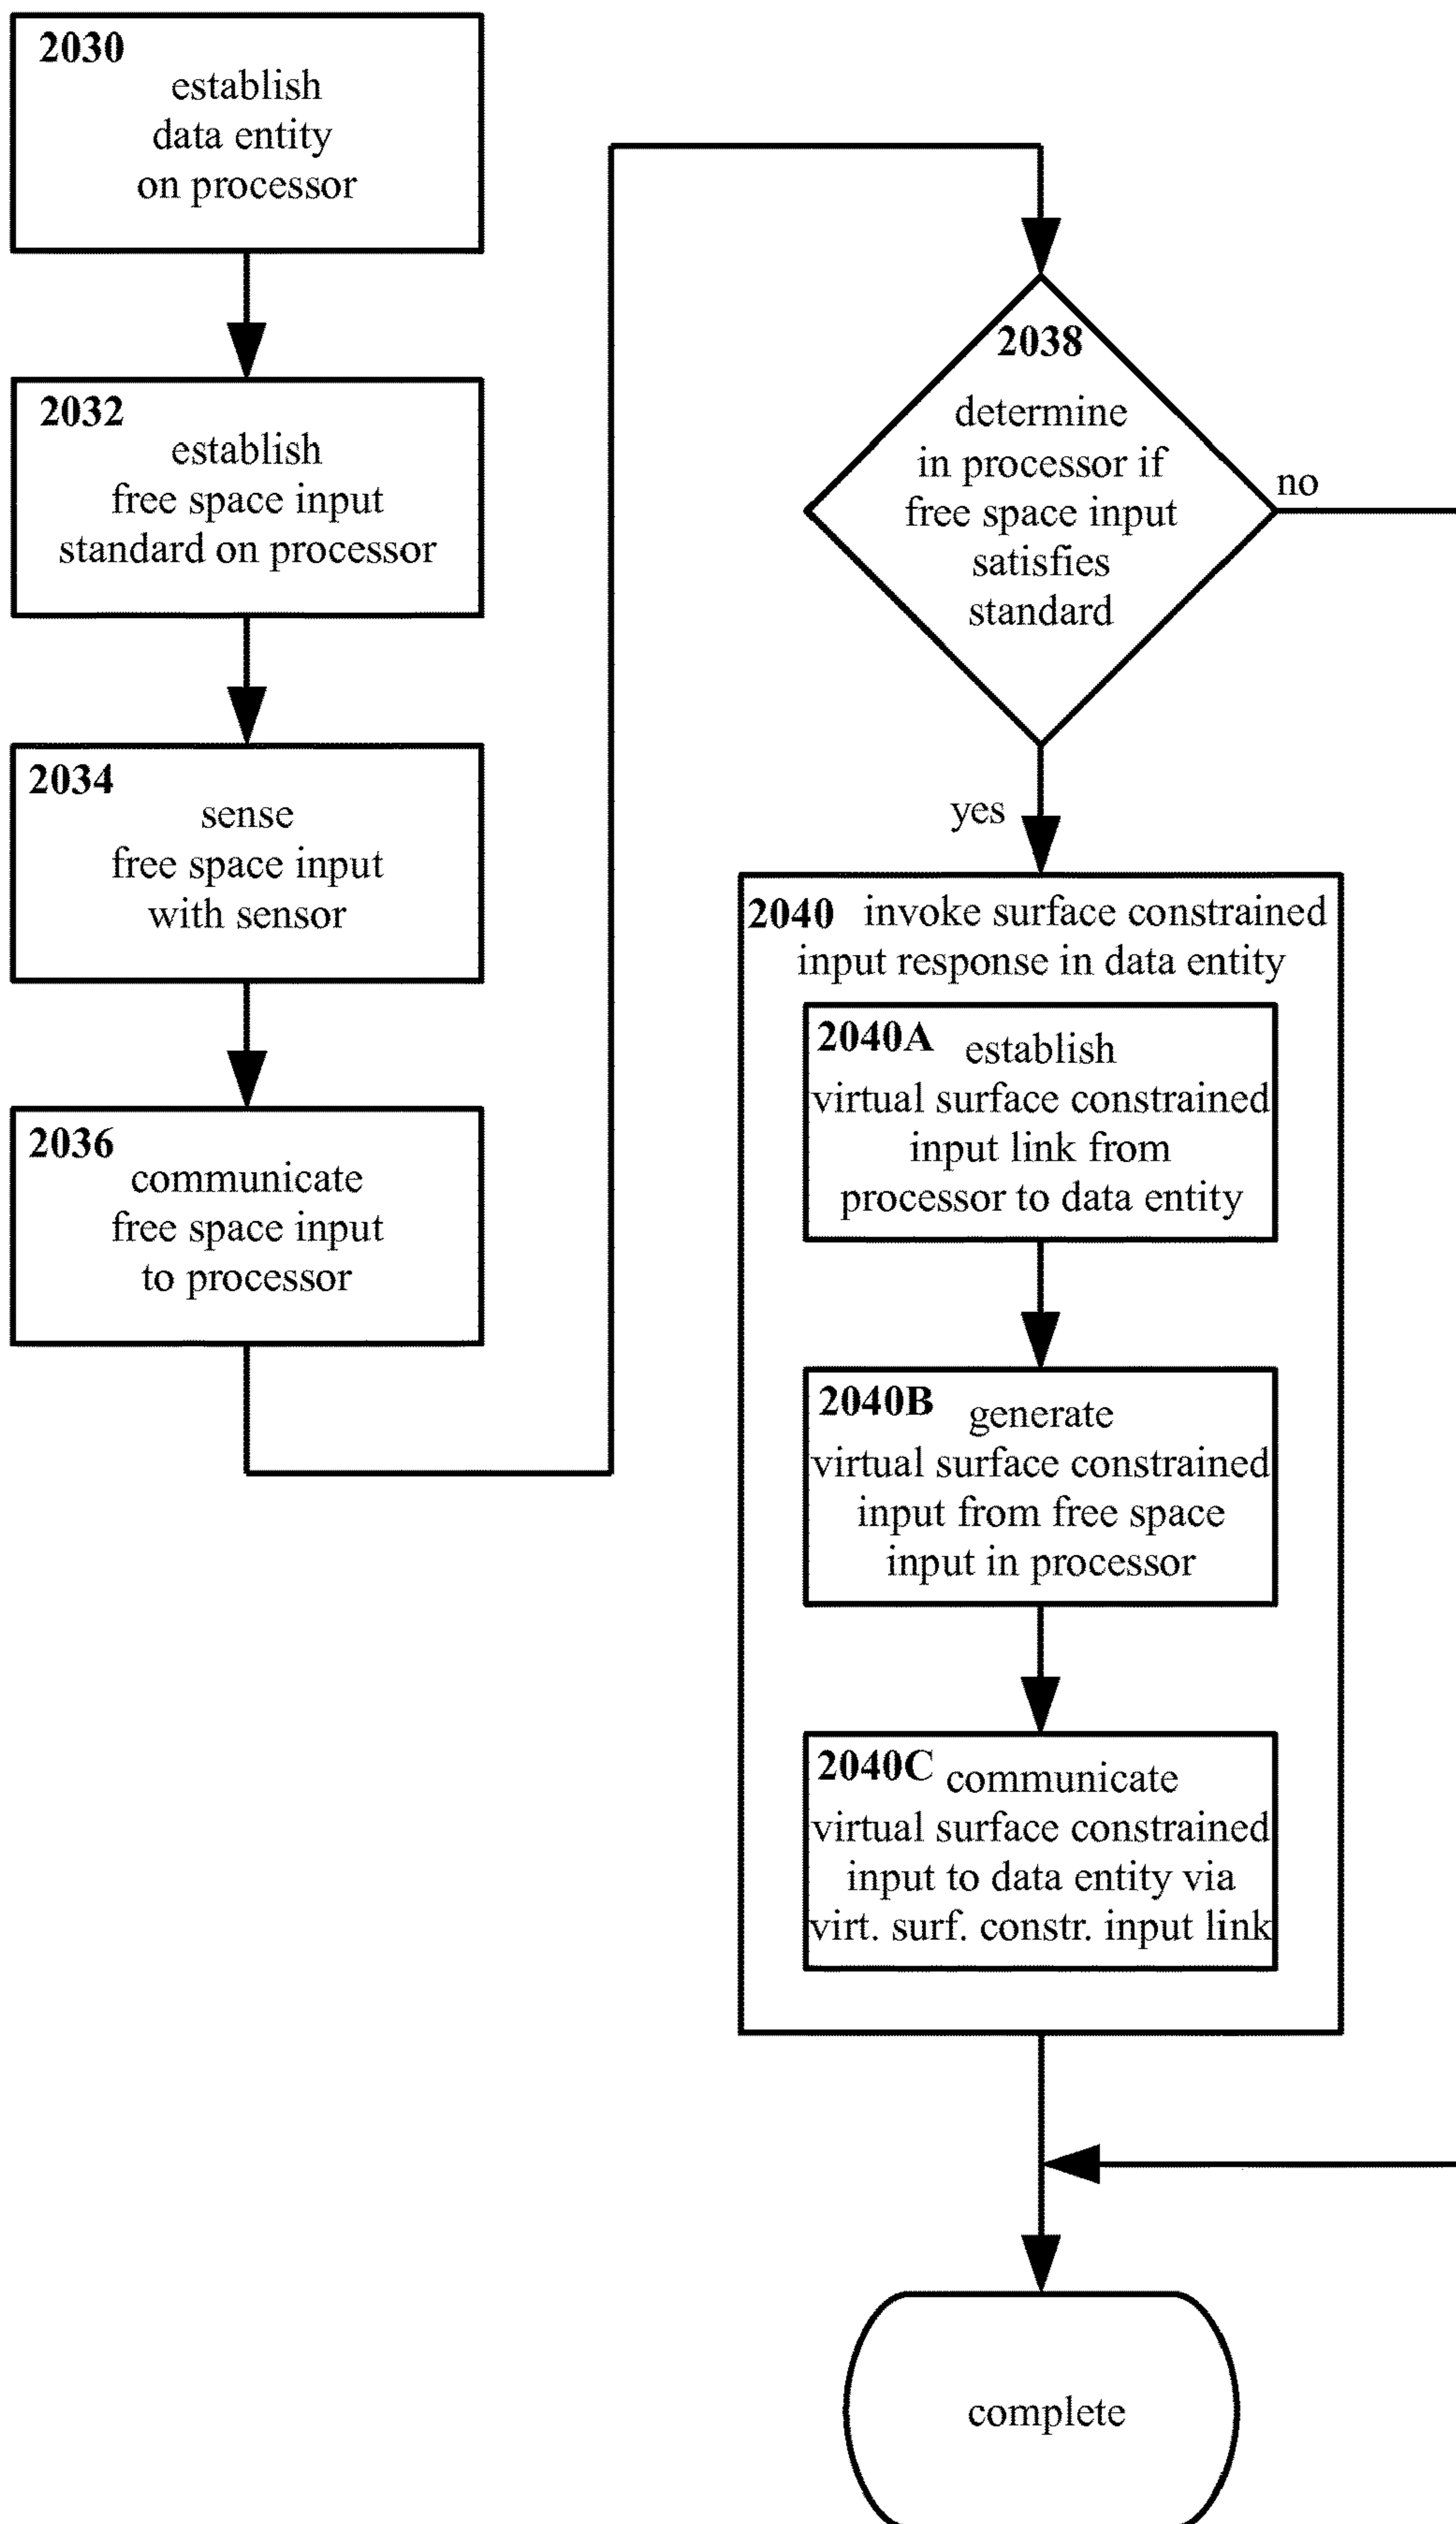 2030
establish
data entity
on processor
2032
establish
free space input
standard on processor
2034
sense
free space input
with sensor
2036
communicate
free space input
to processor
2038
determine
in processor if
free space input
satisfies
standard
no
yes
2040 invoke surface constrained
input response in data entity
2040A establish
virtual surface constrained
input link from
processor to data entity
2040B generate
virtual surface constrained
input from free space
input in processor
2040C communicate
virtual surface constrained
input to data entity via
virt. surf. constr. input link
complete